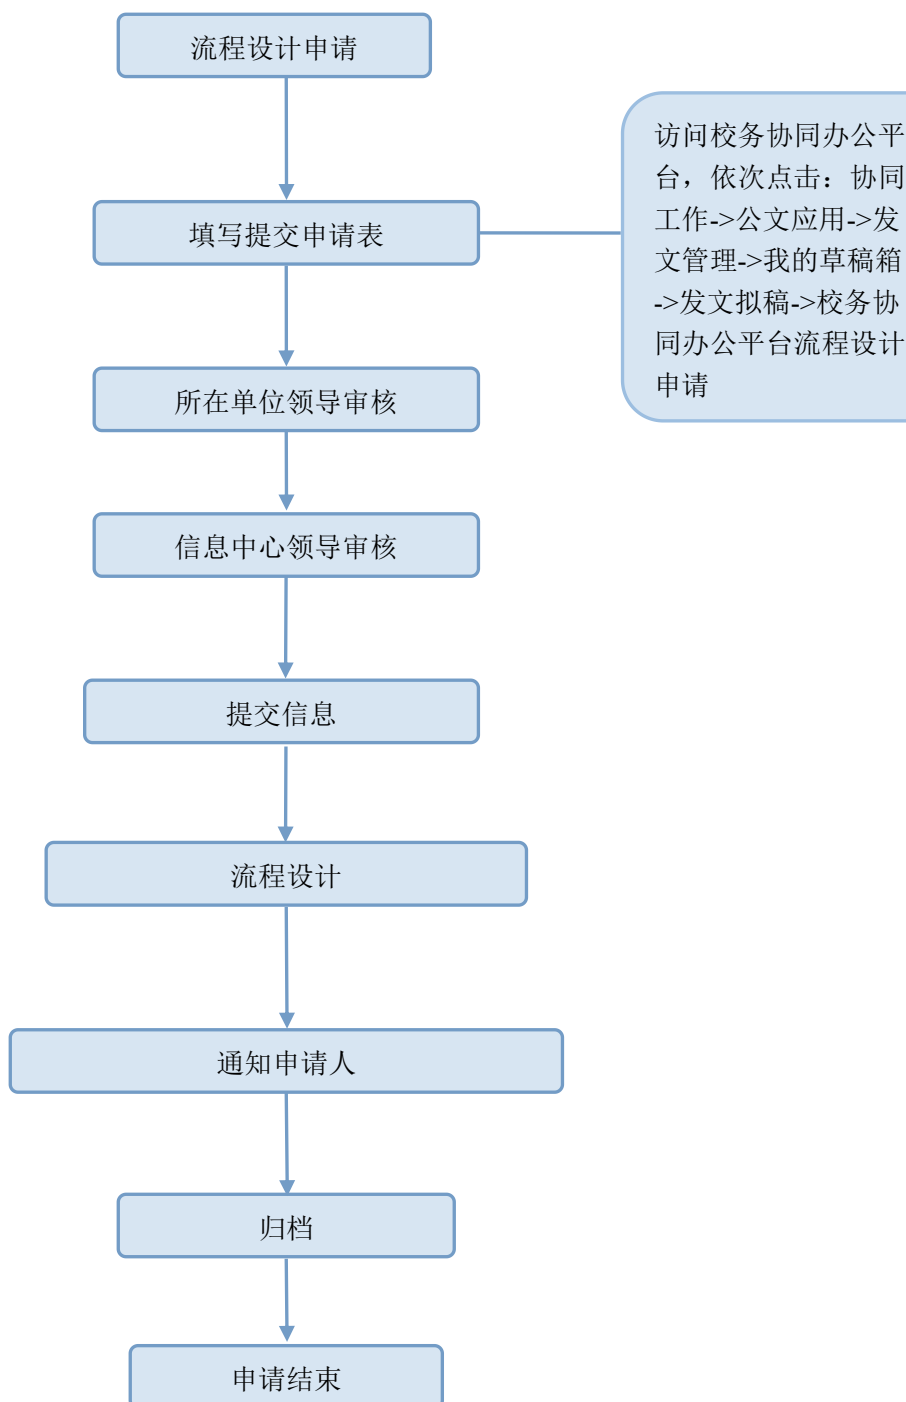 流程设计申请
填写提交申请表
访问校务协同办公平
台，依次点击：协同
工作->公文应用->发
文管理->我的草稿箱
->发文拟稿->校务协
同办公平台流程设计
申请
所在单位领导审核
信息中心领导审核
提交信息
流程设计
通知申请人
归档
申请结束